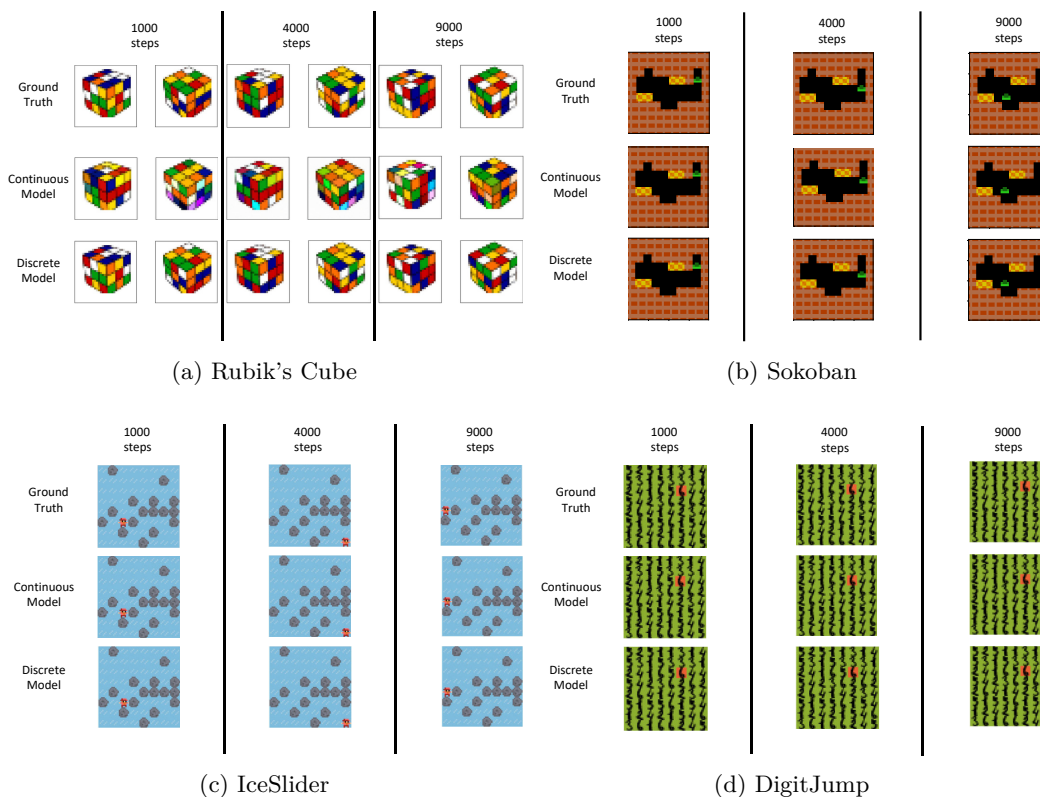 1000
steps
4000
steps
9000
steps
Ground
Truth
Continuous
Model
Discrete
Model
(a) Rubik's Cube
1000
steps
4000
steps
9000
steps
Ground
Truth
Continuous
Model
Discrete
Model
(b) Sokoban
1000
steps
4000
steps
9000
steps
Ground
Truth
Continuous
Model
Discrete
Model
(c) IceSlider
1000
steps
4000
steps
9000
steps
Ground
Truth
Continuous
Model
Discrete
Model
(d) DigitJump